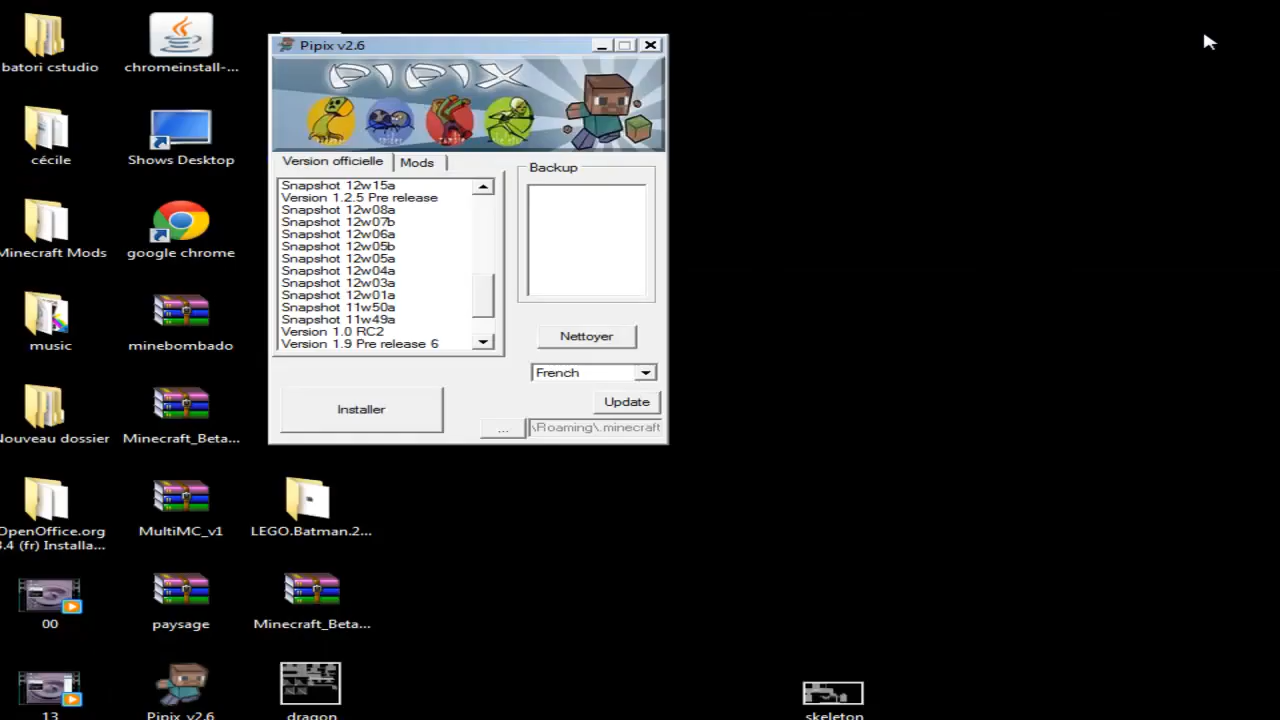 batori cstudio
chromeinstall-...
cécile
Shows Desktop
Minecraft Mods
google chrome
music
minebombado
Nouveau dossier
Minecraft_Beta...
OpenOffice.org
3.4 (fr) Installa...
MultiMC_v1
LEGO.Batman.2...
00
paysage
Minecraft_Beta...
13
Pipix_v2.6
dragon
skeleton
Pipix v2.6
PIPIX
Version officielle
Mods
Snapshot 12w15a
Version 1.2.5 Pre release
Snapshot 12w08a
Snapshot 12w07b
Snapshot 12w06a
Snapshot 12w05b
Snapshot 12w05a
Snapshot 12w04a
Snapshot 12w03a
Snapshot 12w01a
Snapshot 11w50a
Snapshot 11w49a
Version 1.0 RC2
Version 1.9 Pre release 6
Backup
Nettoyer
French
Update
Installer
...
\Roaming\.minecraft